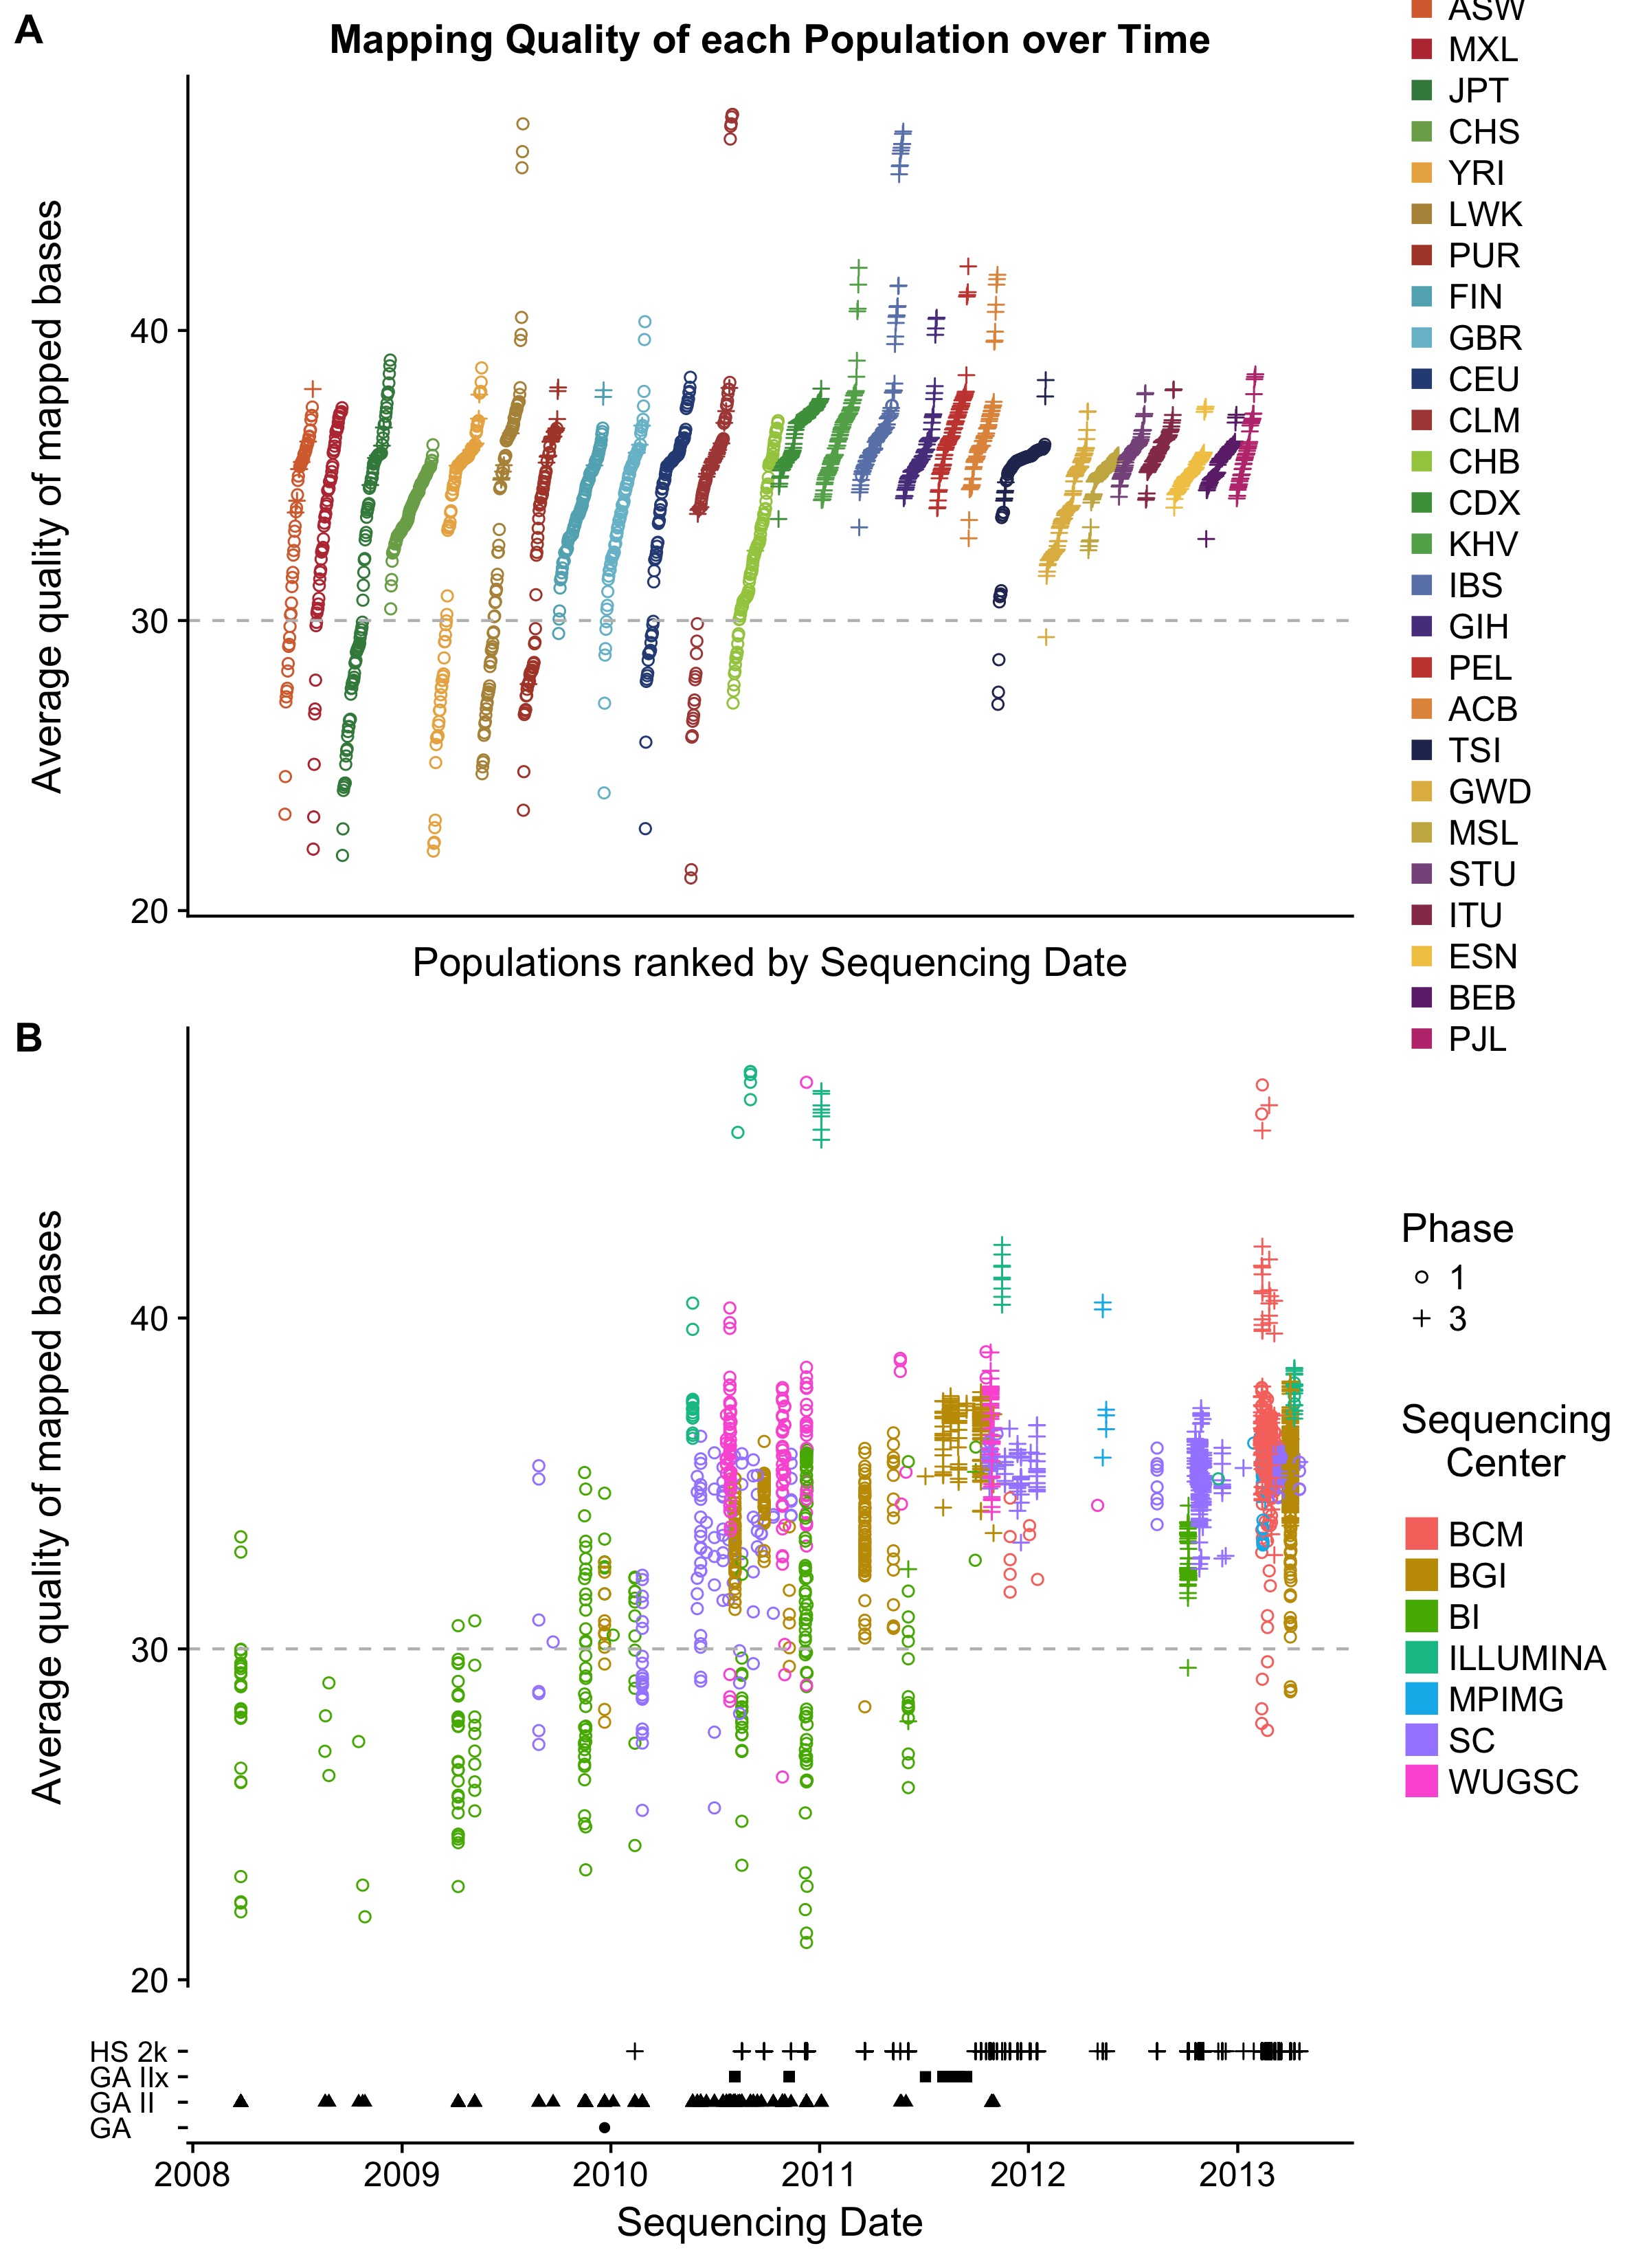 A
Mapping Quality of each Population over Time
Average quality of mapped bases
40
30
20
Populations ranked by Sequencing Date
ASW
MXL
JPT
CHS
YRI
LWK
PUR
FIN
GBR
CEU
CLM
CHB
CDX
KHV
IBS
GIH
PEL
ACB
TSI
GWD
MSL
STU
ITU
ESN
BEB
PJL
B
Average quality of mapped bases
40
30
20
HS 2k
GA IIx
GA II
GA
2008 2009 2010 2011 2012 2013
Sequencing Date
Phase
1
3
Sequencing
Center
BCM
BGI
BI
ILLUMINA
MPIMG
SC
WUGSC